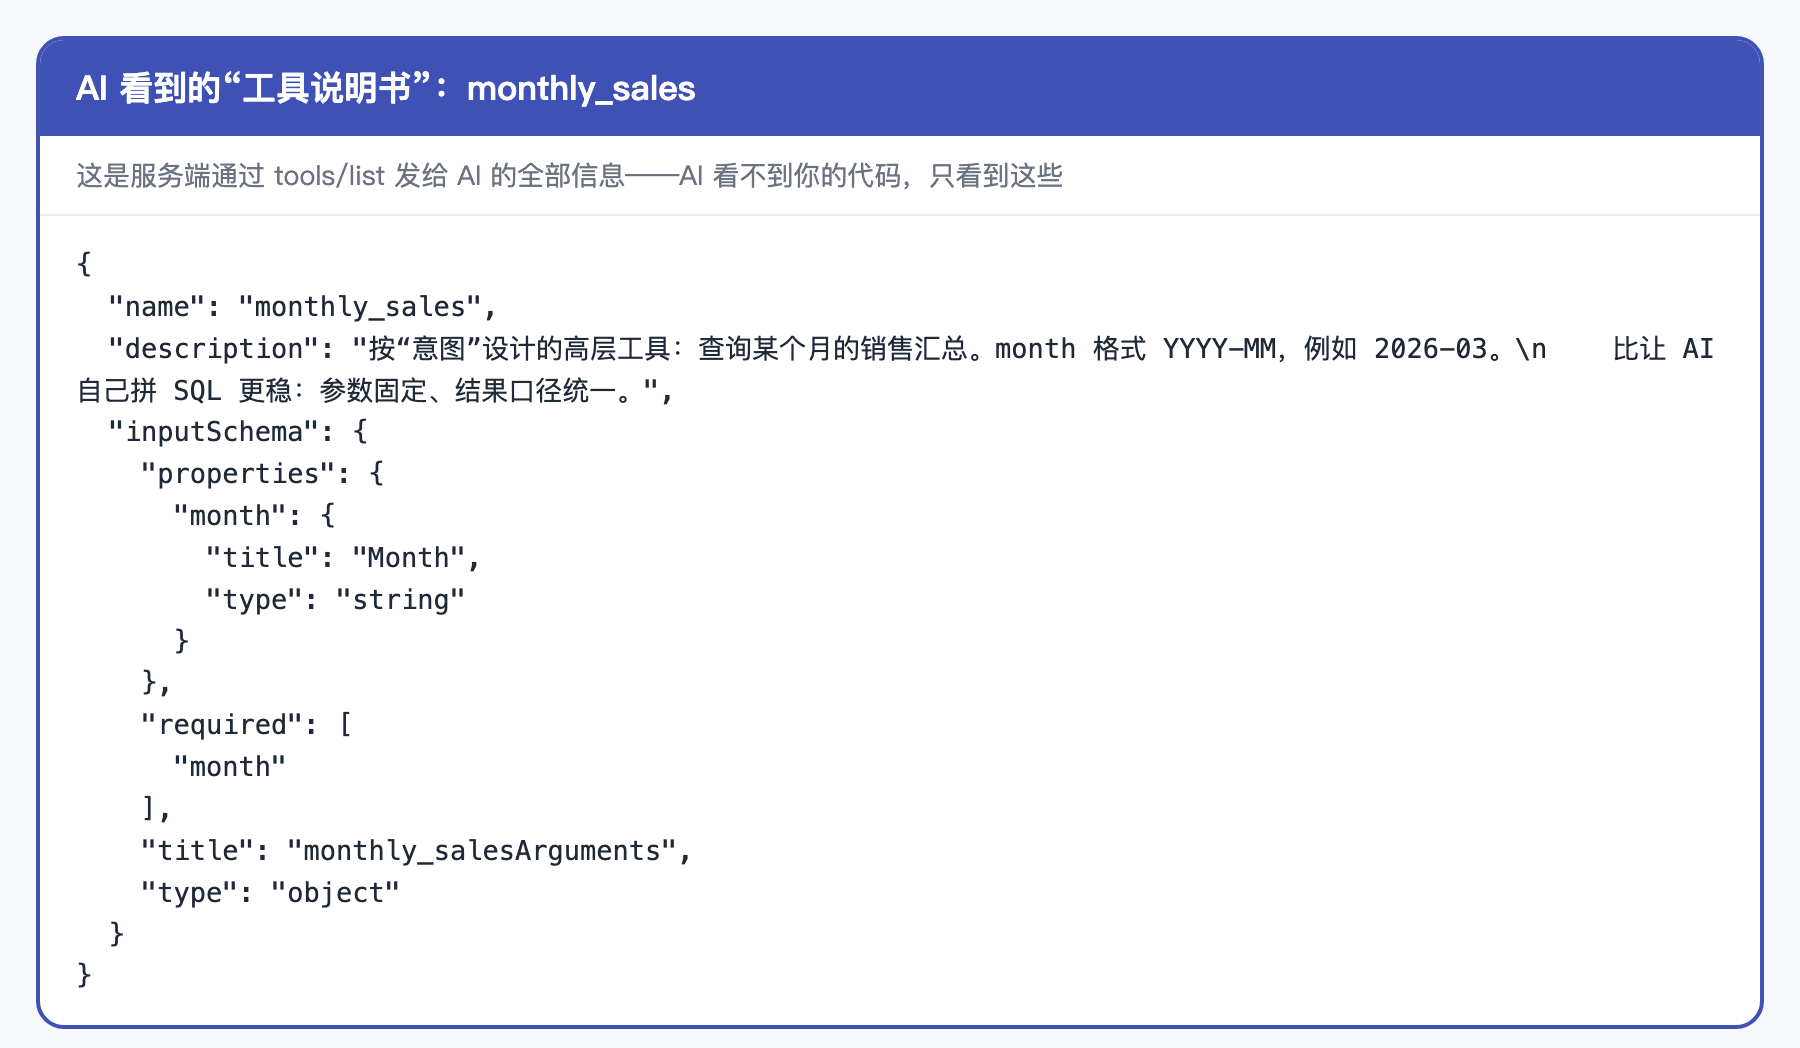 AI 看到的“工具说明书”：monthly_sales
这是服务端通过 tools/list 发给 AI 的全部信息——AI 看不到你的代码，只看到这些
{
  "name": "monthly_sales",
  "description": "按“意图”设计的高层工具：查询某个月的销售汇总。month 格式 YYYY-MM，例如 2026-03。\n    比让 AI
自己拼 SQL 更稳：参数固定、结果口径统一。",
  "inputSchema": {
    "properties": {
      "month": {
        "title": "Month",
        "type": "string"
      }
    },
    "required": [
      "month"
    ],
    "title": "monthly_salesArguments",
    "type": "object"
  }
}